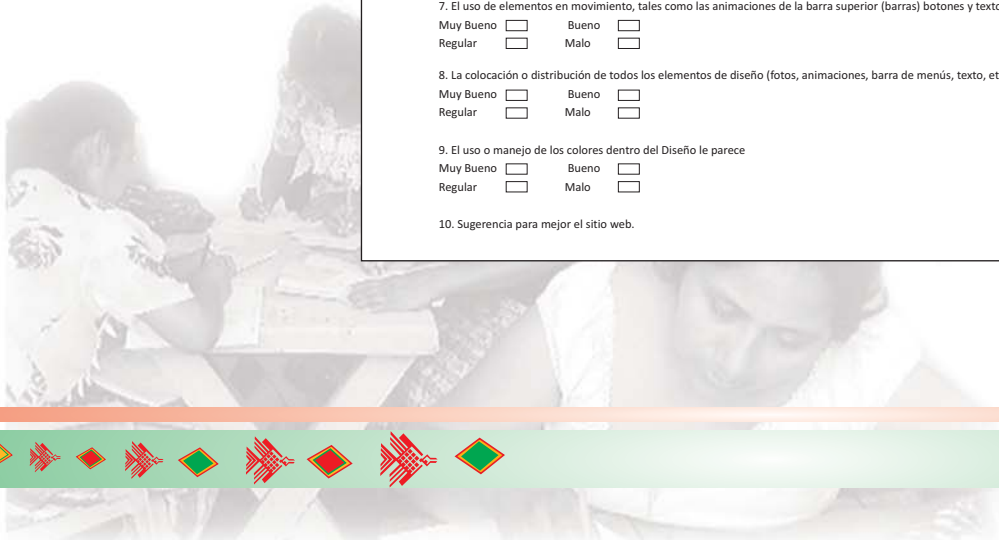 7. El uso de elementos en movimiento, tales como las animaciones de la barra superior (barras) botones y texto
Muy Bueno Bueno
Regular Malo
8. La colocación o distribución de todos los elementos de diseño (fotos, animaciones, barra de menús, texto, et
Muy Bueno Bueno
Regular Malo
9. El uso o manejo de los colores dentro del Diseño le parece
Muy Bueno Bueno
Regular Malo
10. Sugerencia para mejor el sitio web.